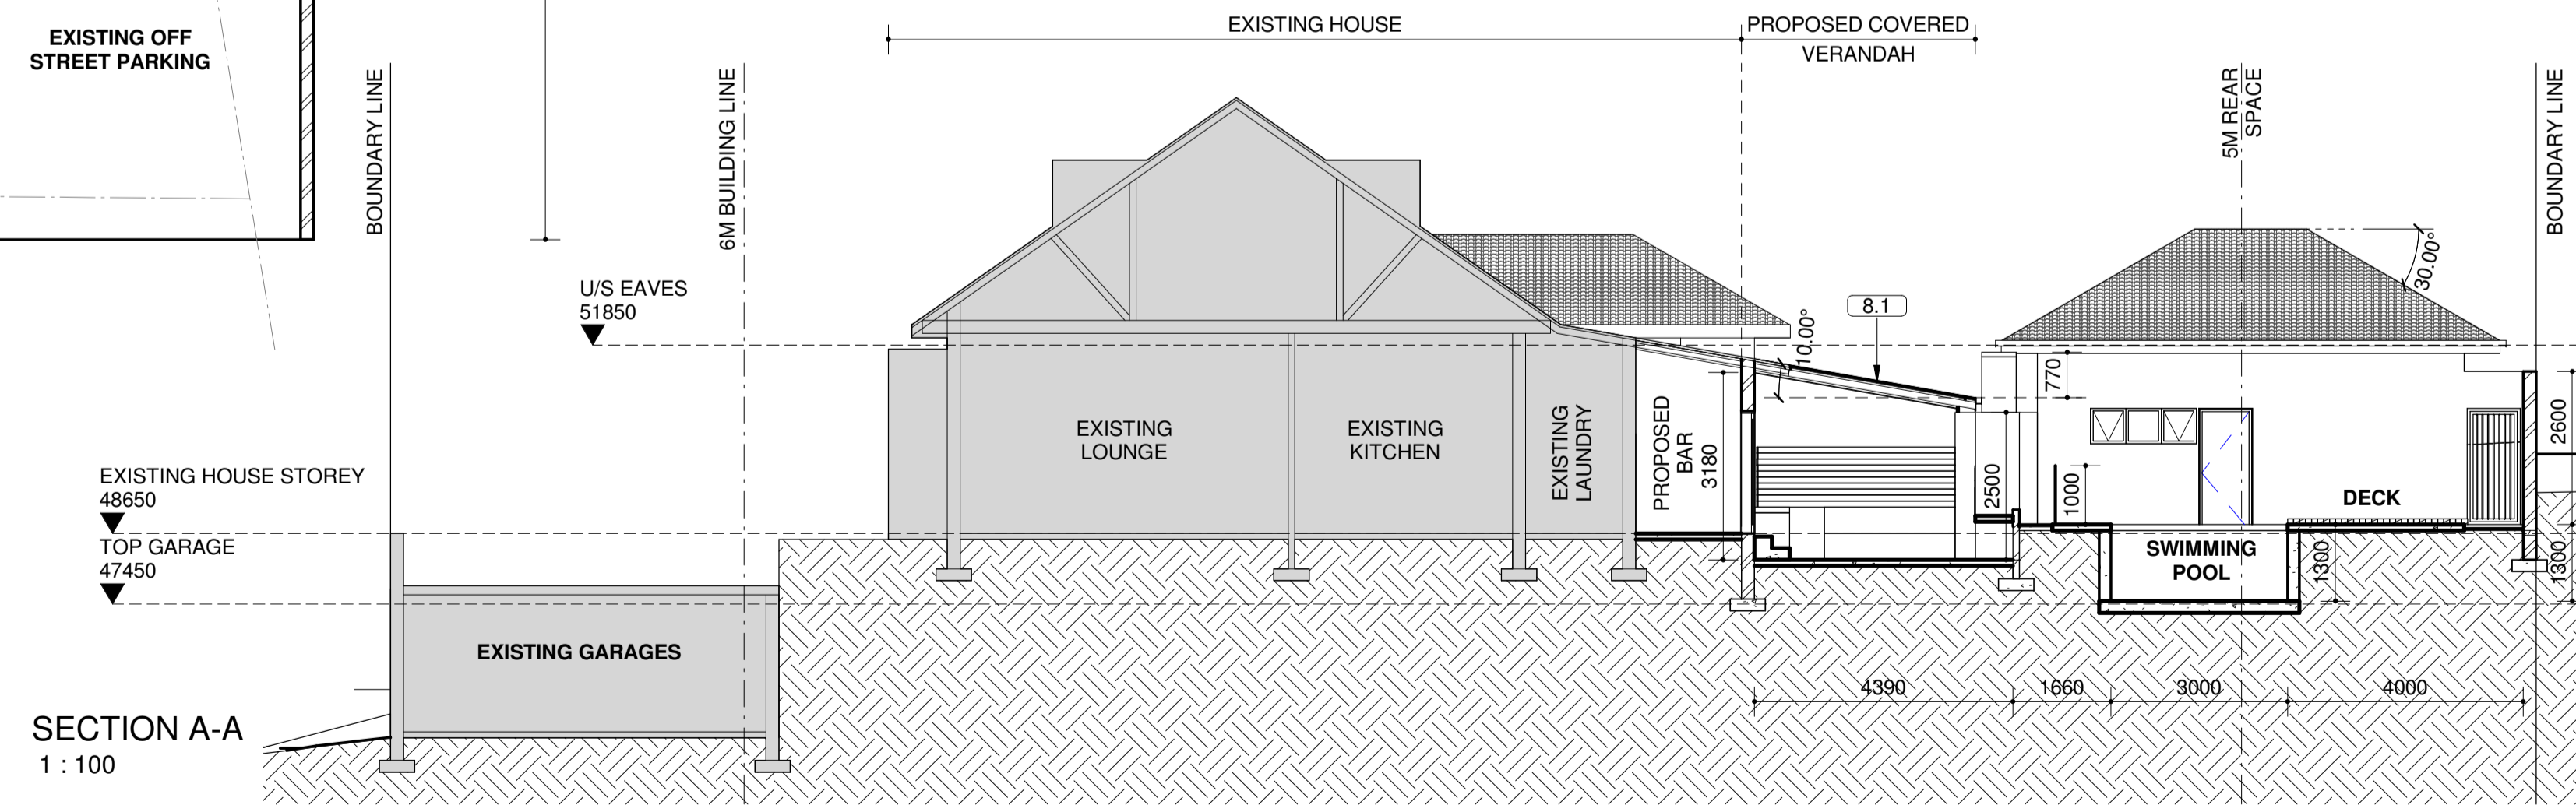 EXISTING OFF
STREET PARKING
BOUNDARY LINE
6M BUILDING LINE
EXISTING HOUSE
PROPOSED COVERED
VERANDAH
5M REAR
SPACE
BOUNDARY LINE
30.00°
U/S EAVES
51850
10.00°
8.1
770
EXISTING
LOUNGE
EXISTING
KITCHEN
EXISTING
LAUNDRY
PROPOSED
BAR
3180
2500
1000
2600
DECK
EXISTING HOUSE STOREY
48650
TOP GARAGE
47450
SWIMMING
POOL
1300
1300
EXISTING GARAGES
4390
1660
3000
4000
SECTION A-A
1 : 100